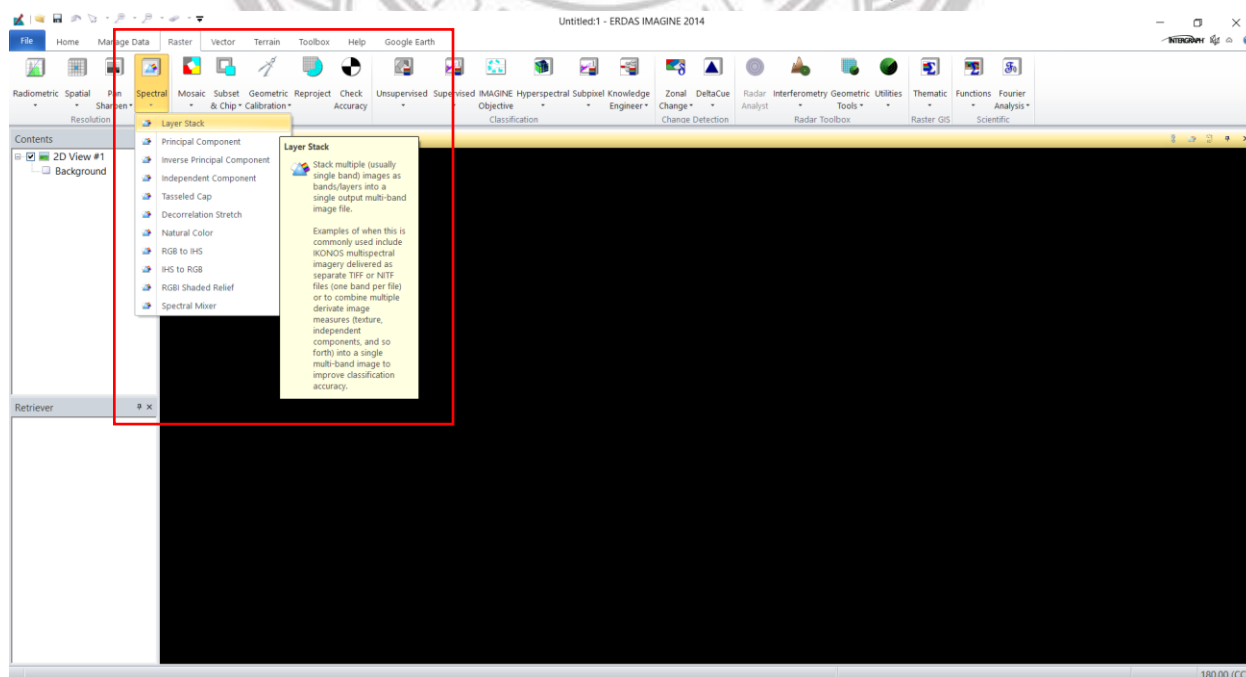 Untitled:1 - ERDAS IMAGINE 2014
File Home Manage Data Raster Vector Terrain Toolbox Help Google Earth
INTERGRAPH
Radiometric Spatial Pan Sharpen Spectral Mosaic Subset & Chip Geometric Calibration Reproject Check Accuracy Unsupervised Supervised IMAGINE Objective Hyperspectral Subpixel Knowledge Engineer Zonal Change DeltaCue Radar Analyst Interferometry Geometric Tools Utilities Thematic Functions Fourier Analysis
Resolution Classification Change Detection Radar Toolbox Raster GIS Scientific
Contents
2D View #1
Background
Layer Stack
Principal Component
Inverse Principal Component
Independent Component
Tasseled Cap
Decorrelation Stretch
Natural Color
RGB to IHS
IHS to RGB
RGBI Shaded Relief
Spectral Mixer
Layer Stack
Stack multiple (usually
single band) images as
bands/layers into a
single output multi-band
image file.
Examples of when this is
commonly used include
IKONOS multispectral
imagery delivered as
separate TIFF or NITF
files (one band per file)
or to combine multiple
derivate image
measures (texture,
independent
components, and so
forth) into a single
multi-band image to
improve classification
accuracy.
Retriever
180.00 (CC